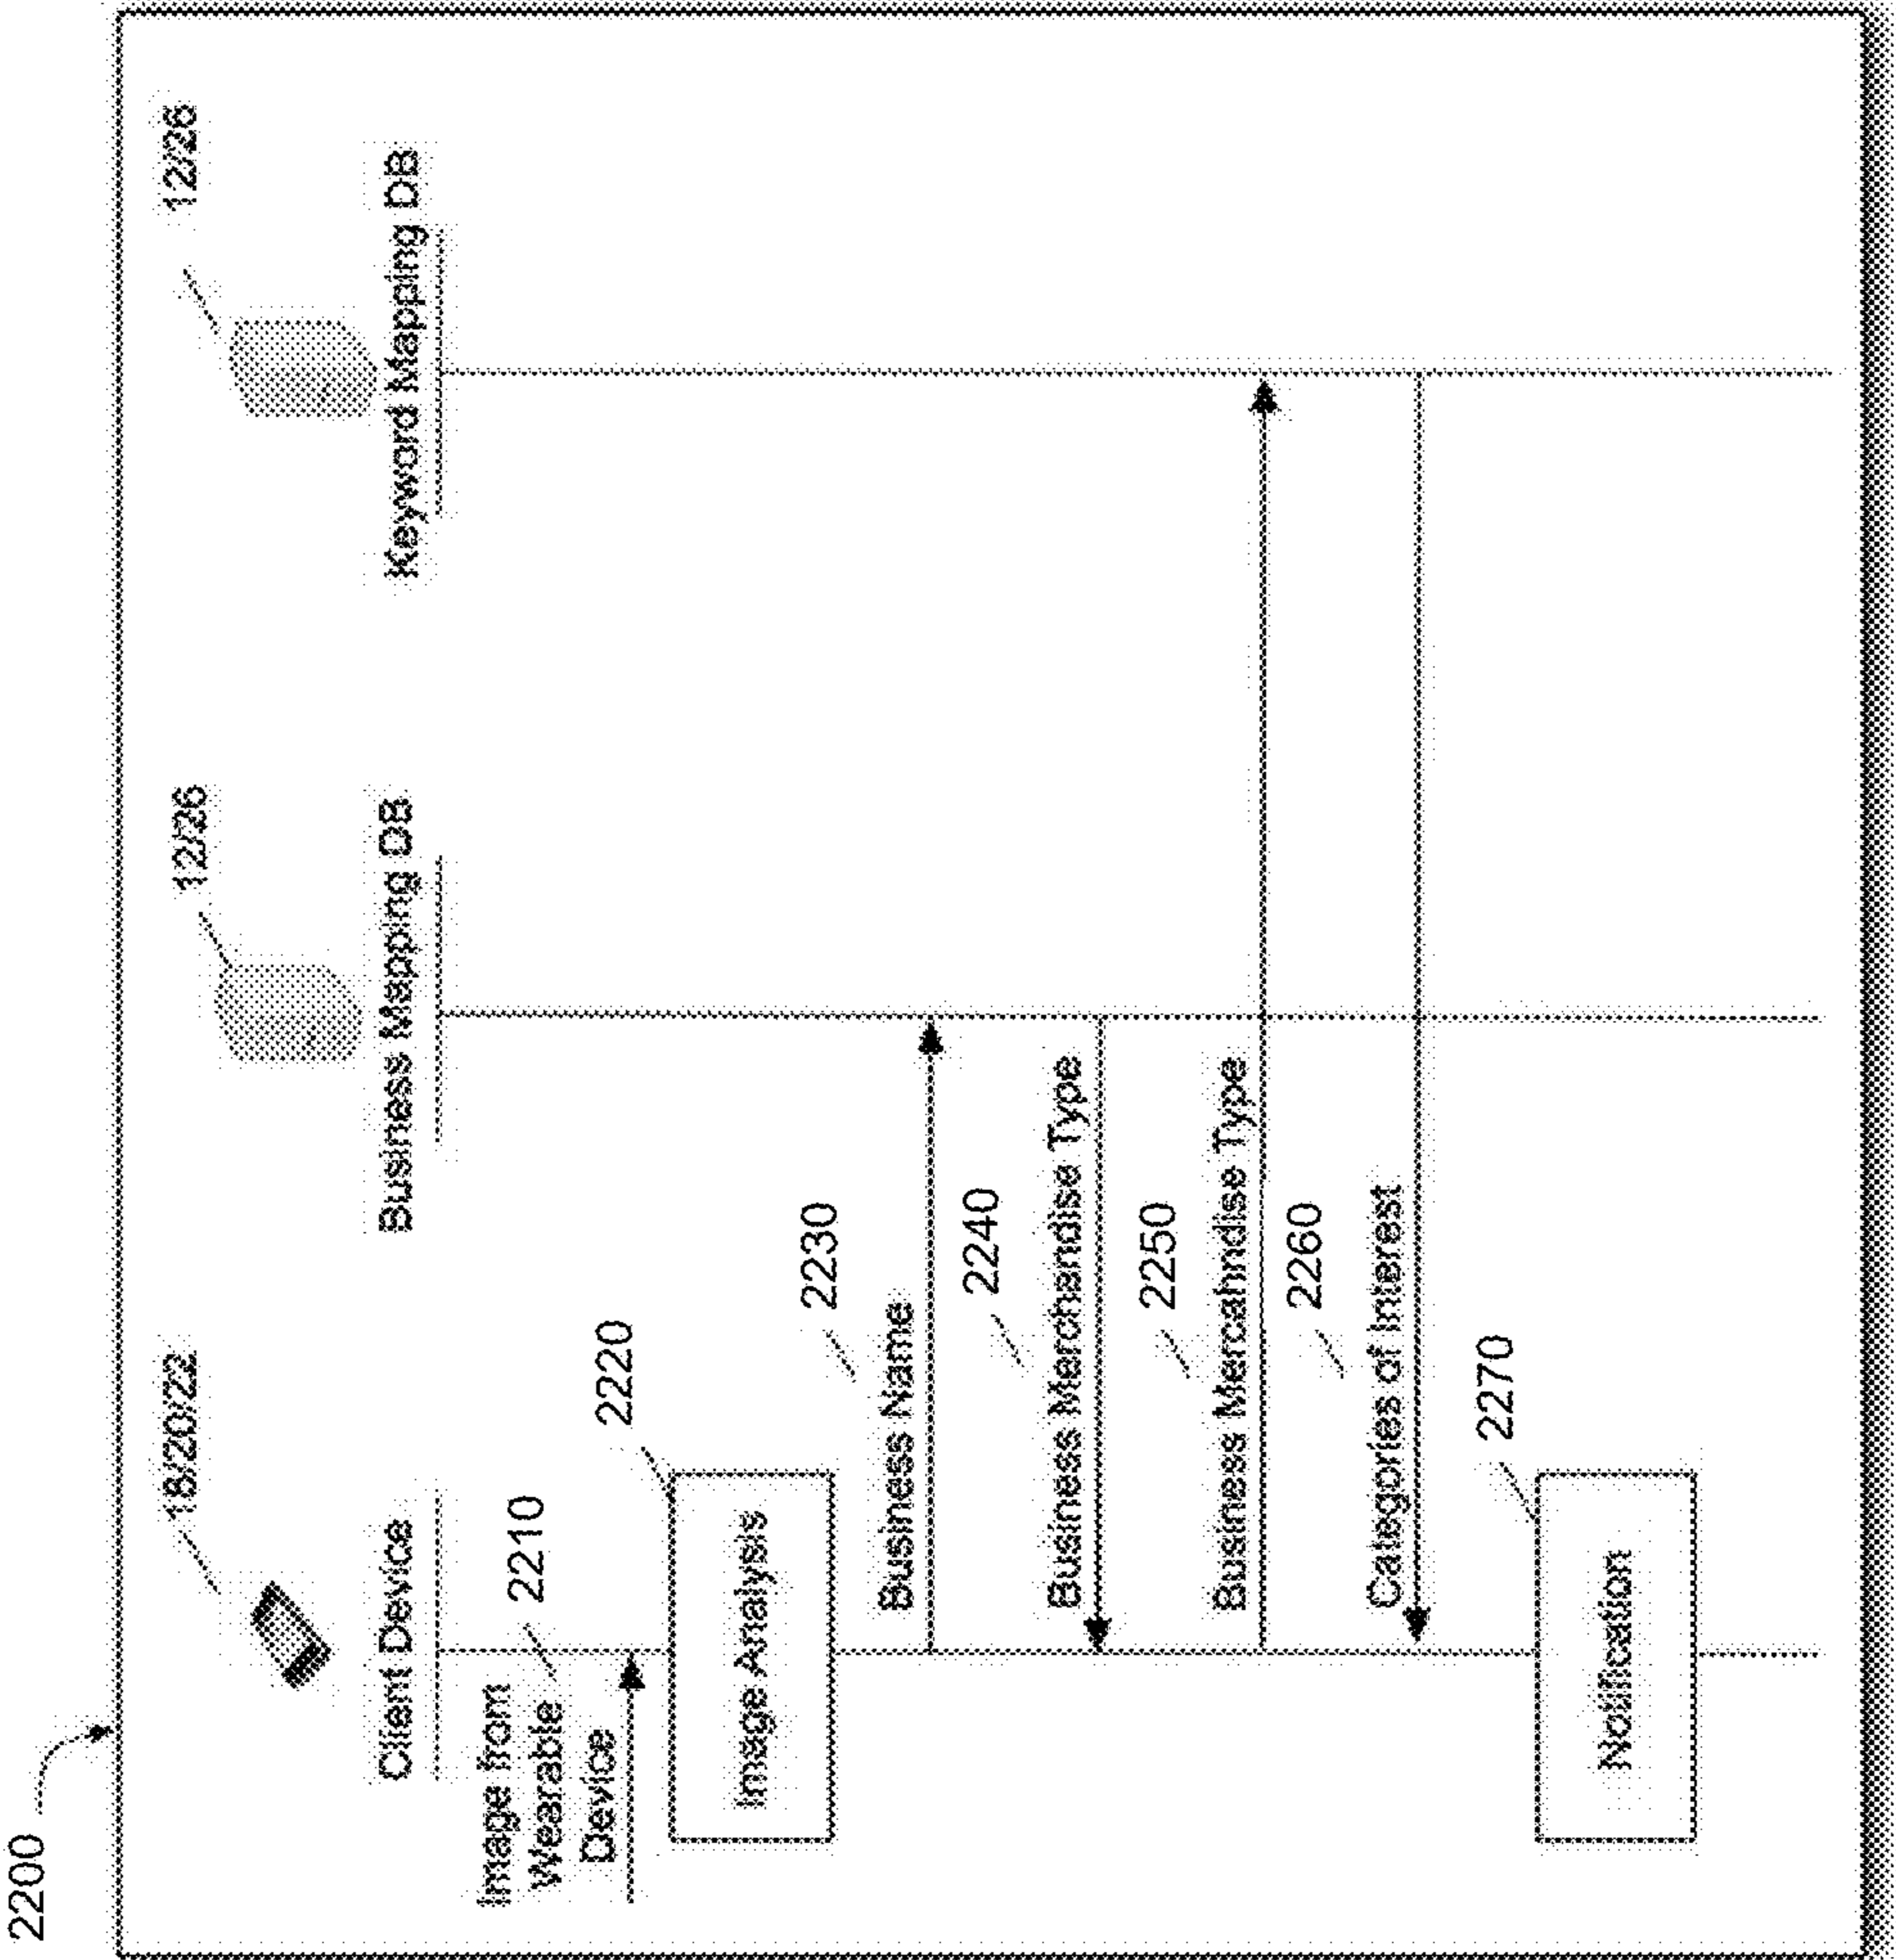 2200
18/20/22
12/26
12/26
Client Device
Business Mapping DB
Keyword Mapping DB
Image from
Wearable
Device
2210
2220
Image Analysis
2230
Business Name
2240
Business Merchandise Type
2250
Business Mercahndise Type
2260
Categories of Interest
2270
Notification